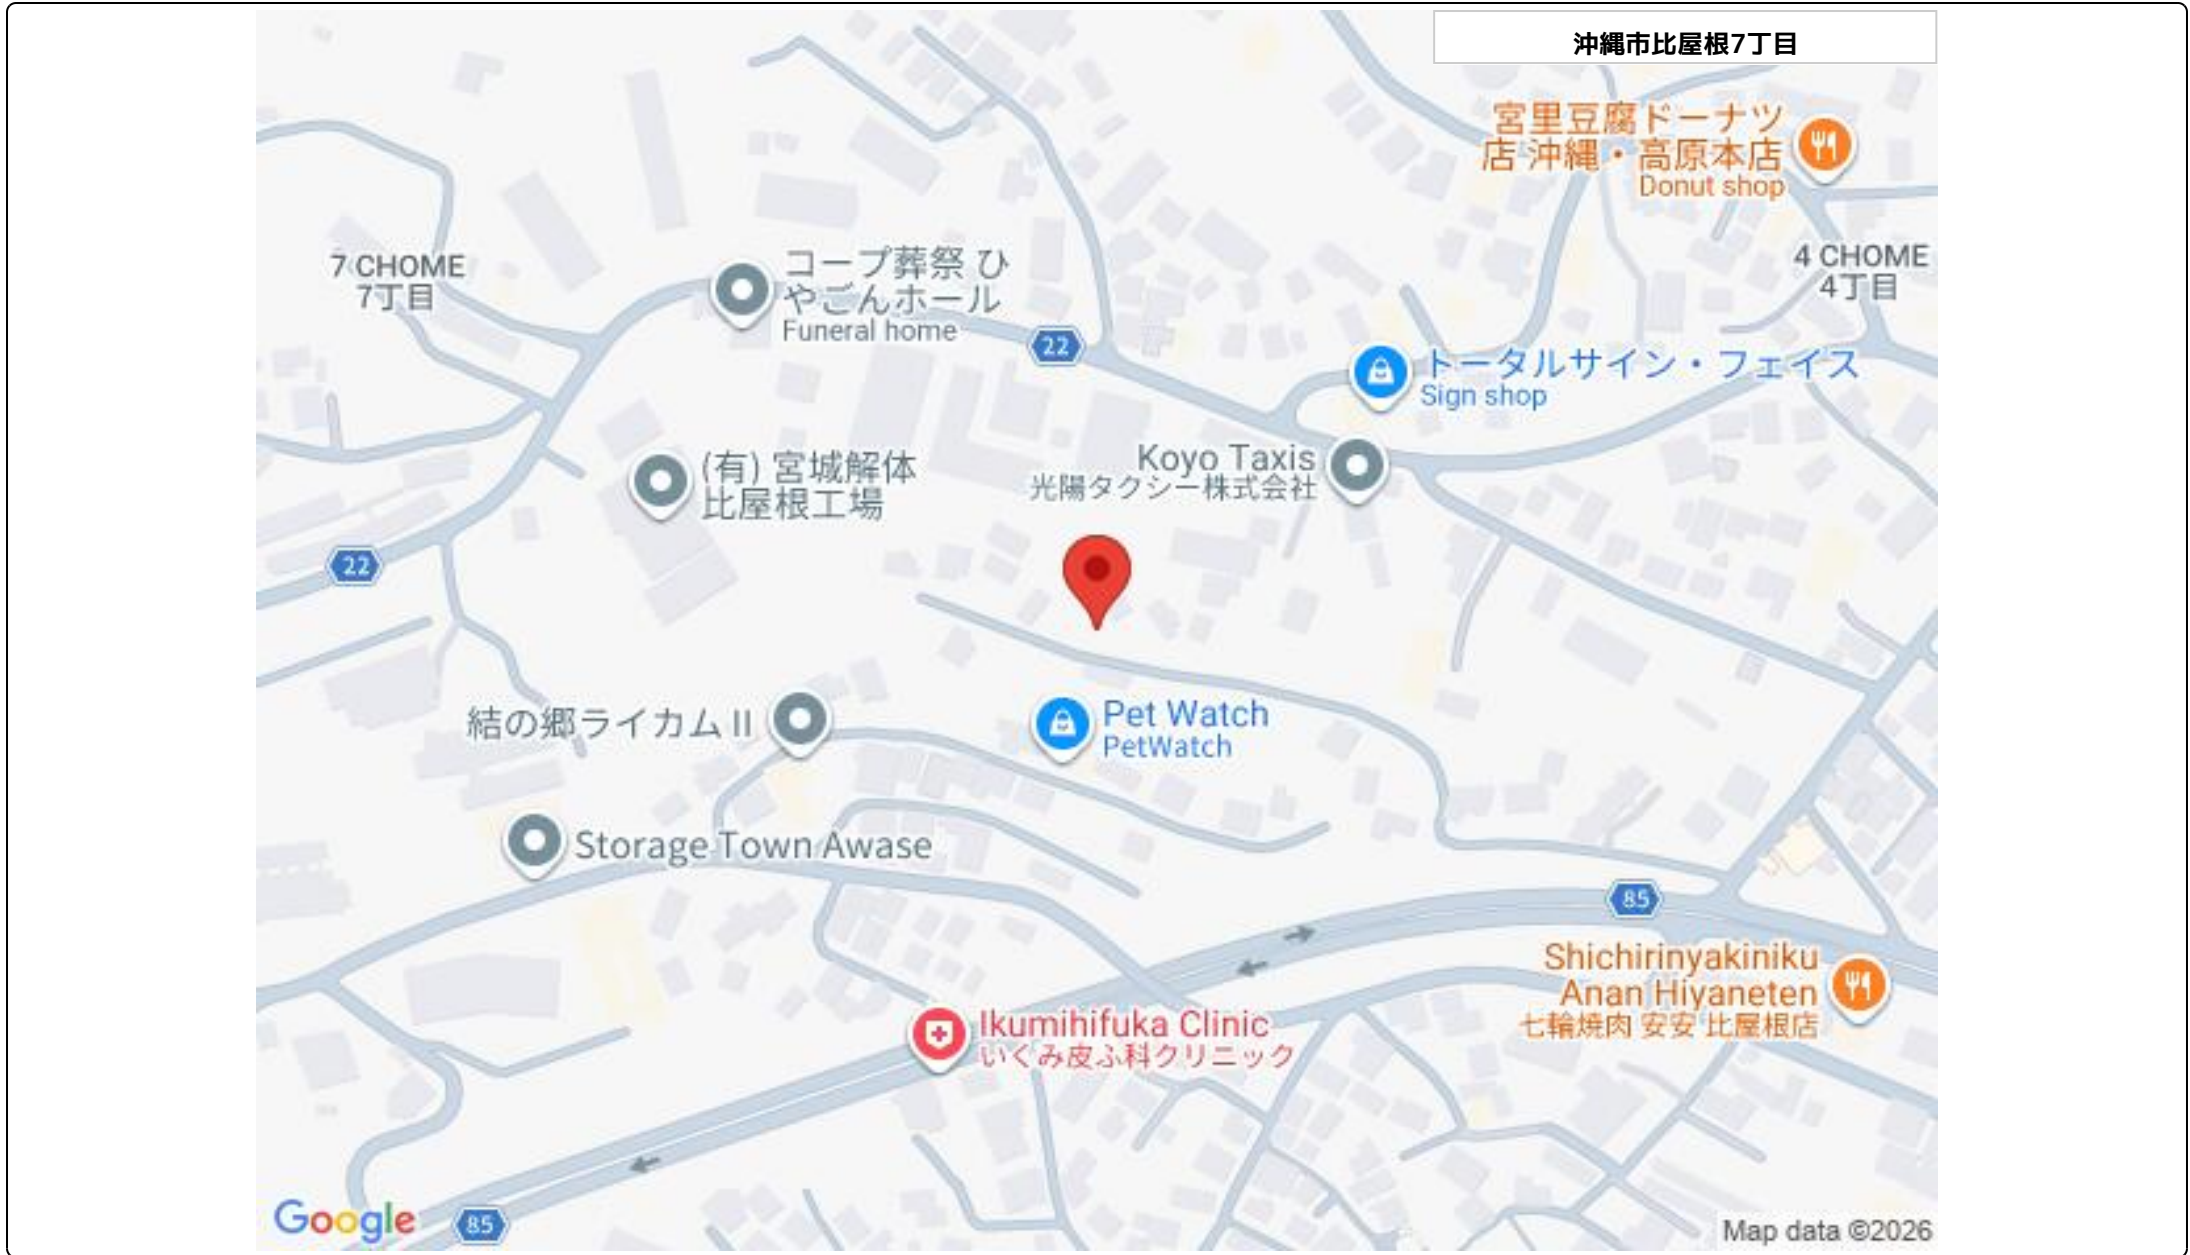 沖縄市比屋根7丁目
宮里豆腐ドーナツ
店 沖縄・高原本店
Donut shop
7 CHOME
7丁目
コープ葬祭 ひ
やごんホール
Funeral home
4 CHOME
4丁目
22
トータルサイン・フェイス
Sign shop
(有) 宮城解体
比屋根工場
Koyo Taxis
光陽タクシー株式会社
22
結の郷ライカムⅡ
Pet Watch
PetWatch
Storage Town Awase
85
Shichirinyakiniku
Anan Hiyaneten
七輪焼肉 安安 比屋根店
Ikumihifuka Clinic
いくみ皮ふ科クリニック
Google
85
Map data ©2026